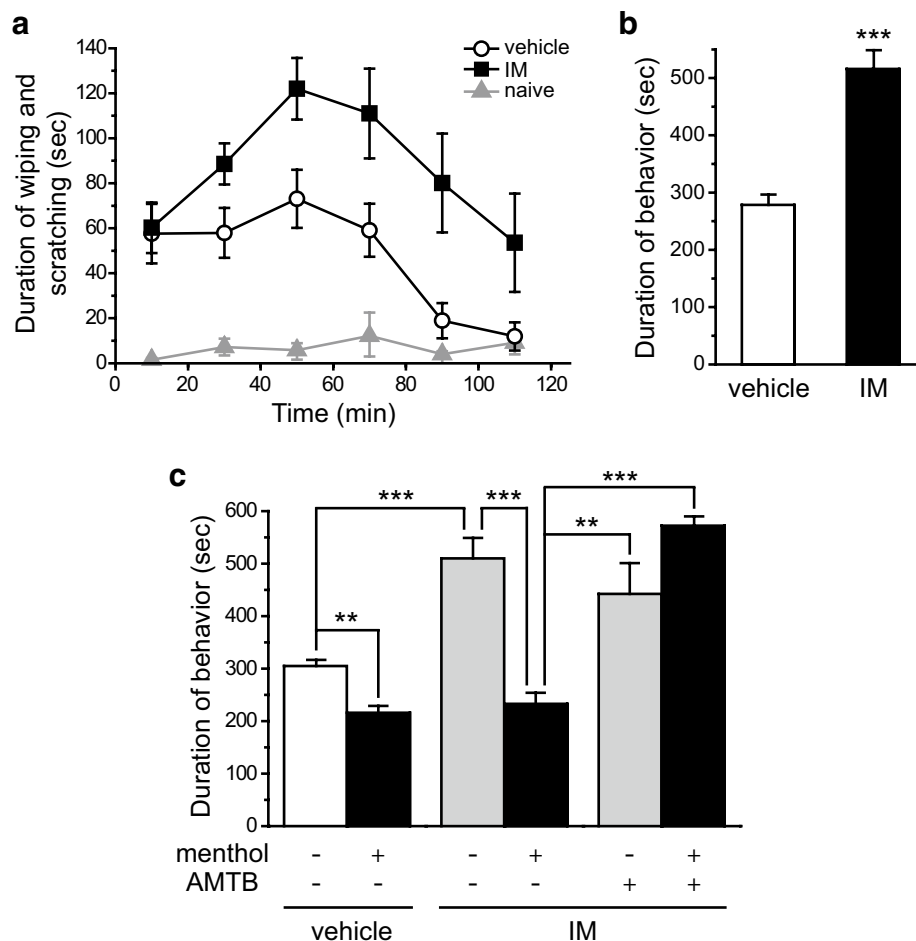 a
Duration of wiping and
scratching (sec)
140
120
100
80
60
40
20
0
0 20 40 60 80 100 120
Time (min)
vehicle
IM
naive
b
Duration of behavior (sec)
500
400
300
200
100
0
***
vehicle IM
c
Duration of behavior (sec)
600
500
400
300
200
100
0
*** *** ***
** **
menthol - + - + - +
AMTB - - - - + +
vehicle IM